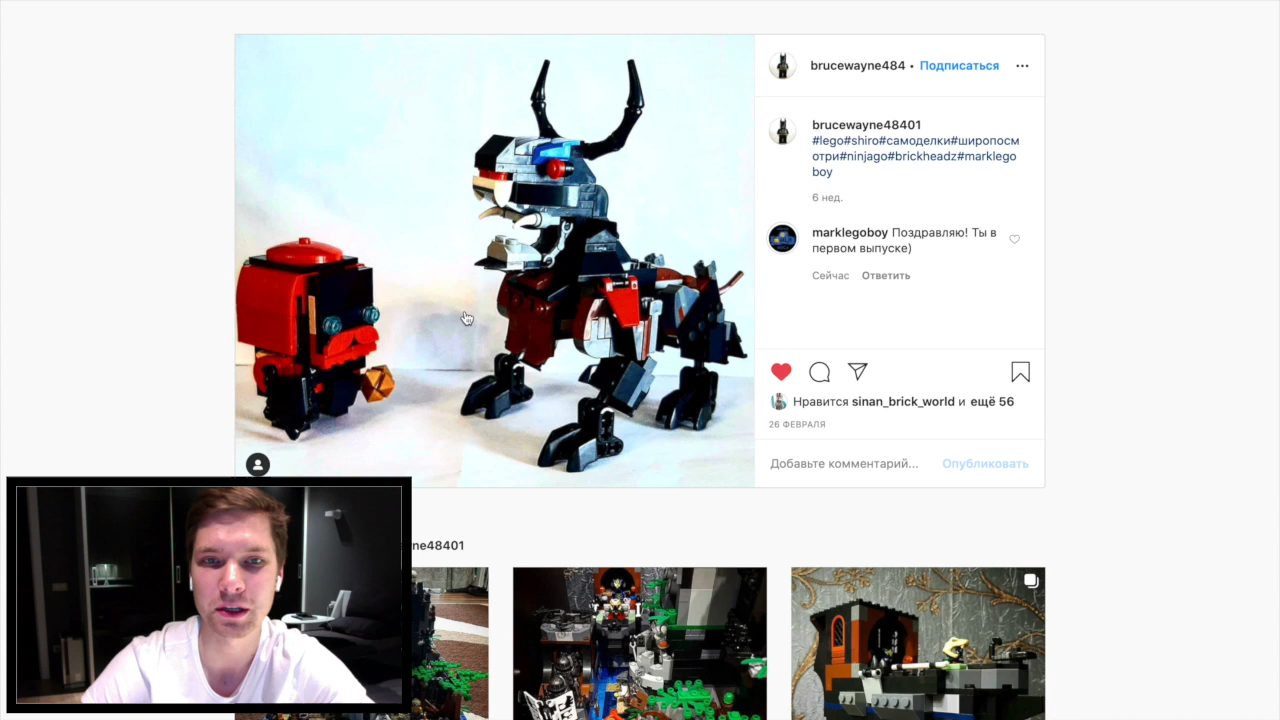 brucewayne484 • Подписаться
brucewayne48401
#lego#shiro#самоделки#широпосм
отри#ninjago#brickheadz#marklego
boy
6 нед.
marklegoboy Поздравляю! Ты в
первом выпуске)
Сейчас Ответить
Нравится sinan_brick_world и ещё 56
26 ФЕВРАЛЯ
Добавьте комментарий... Опубликовать
ne48401